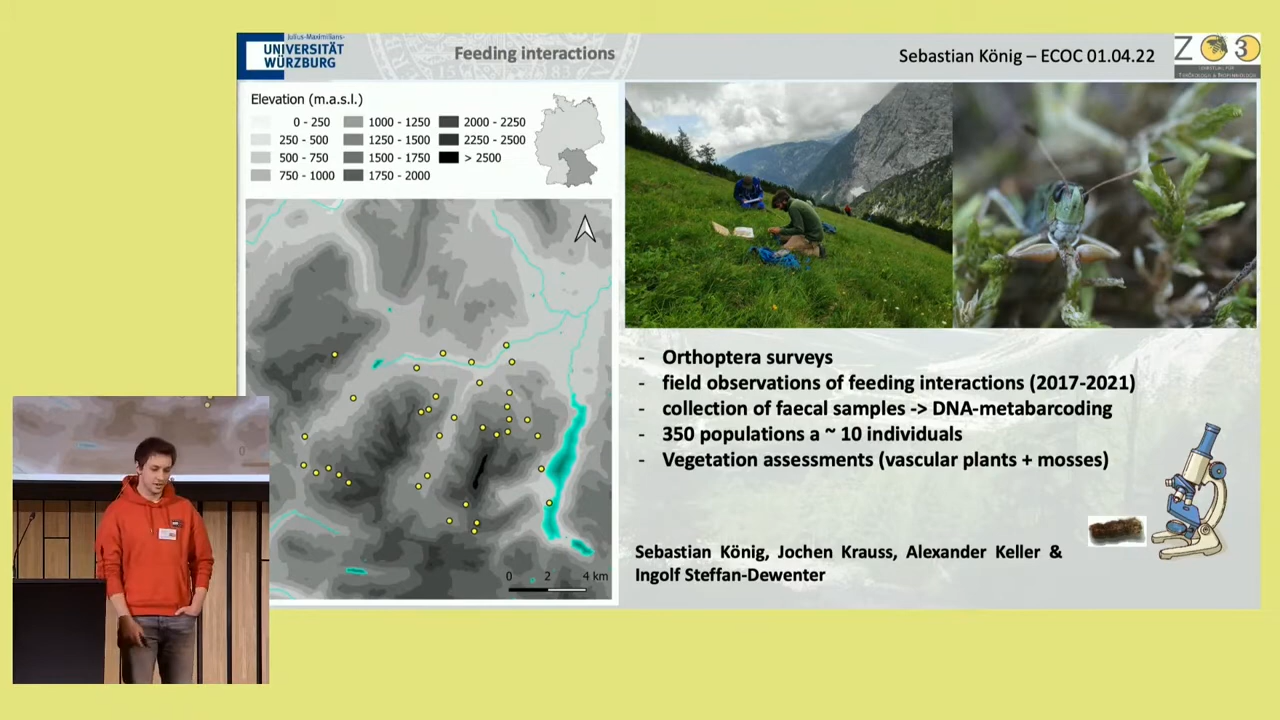 Julius-Maximilians-
UNIVERSITÄT
WÜRZBURG
Feeding interactions
Sebastian König – ECOC 01.04.22
Z 3
Elevation (m.a.s.l.)
0 - 250
250 - 500
500 - 750
750 - 1000
1000 - 1250
1250 - 1500
1500 - 1750
1750 - 2000
2000 - 2250
2250 - 2500
> 2500
0 2 4 km
- Orthoptera surveys
- field observations of feeding interactions (2017-2021)
- collection of faecal samples -> DNA-metabarcoding
- 350 populations a ~ 10 individuals
- Vegetation assessments (vascular plants + mosses)
Sebastian König, Jochen Krauss, Alexander Keller &
Ingolf Steffan-Dewenter